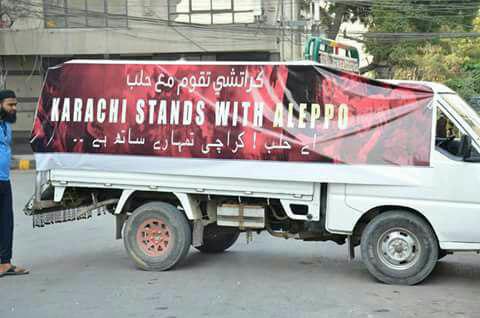 كراتشي تقوم مع حلب
KARACHI STANDS WITH ALEPPO
اے حلب ! کراچی تمہارے ساتھ ہے . .